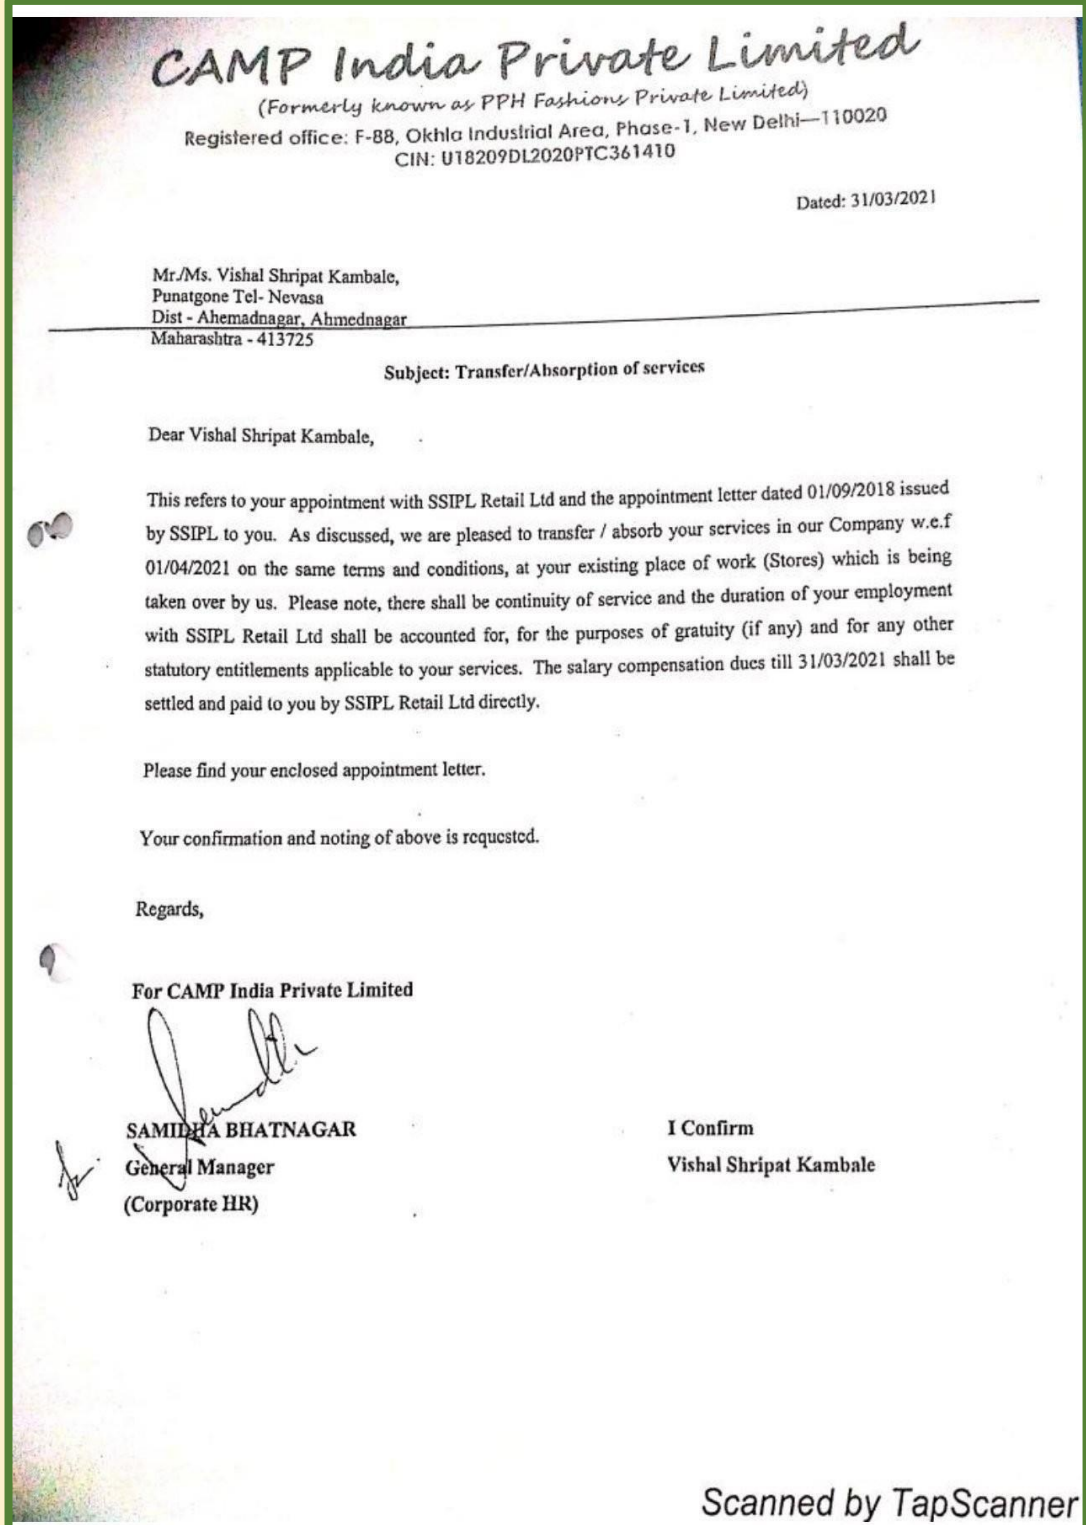 CAMP India Private Limited
(Formerly known as PPH Fashions Private Limited)
Registered office: F-88, Okhla Industrial Area, Phase-1, New Delhi—110020
CIN: U18209DL2020PTC361410
Dated: 31/03/2021
Mr./Ms. Vishal Shripat Kambale,
Punatgone Tel- Nevasa
Dist - Ahemadnagar, Ahmednagar
Maharashtra - 413725
Subject: Transfer/Absorption of services
Dear Vishal Shripat Kambale,
This refers to your appointment with SSIPL Retail Ltd and the appointment letter dated 01/09/2018 issued
by SSIPL to you. As discussed, we are pleased to transfer / absorb your services in our Company w.e.f
01/04/2021 on the same terms and conditions, at your existing place of work (Stores) which is being
taken over by us. Please note, there shall be continuity of service and the duration of your employment
with SSIPL Retail Ltd shall be accounted for, for the purposes of gratuity (if any) and for any other
statutory entitlements applicable to your services. The salary compensation dues till 31/03/2021 shall be
settled and paid to you by SSIPL Retail Ltd directly.
Please find your enclosed appointment letter.
Your confirmation and noting of above is requested.
Regards,
For CAMP India Private Limited
SAMIDHA BHATNAGAR
General Manager
(Corporate HR)
I Confirm
Vishal Shripat Kambale
Scanned by TapScanner